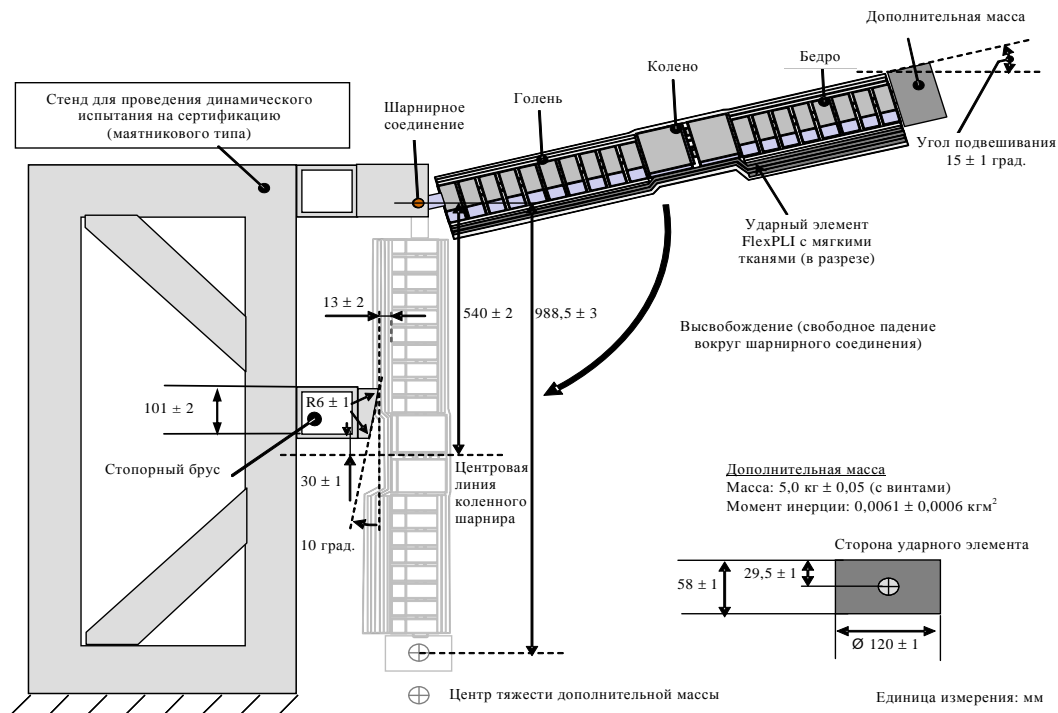 Дополнительная масса
Бедро
Колено
Стенд для проведения динамического
испытания на сертификацию
(маятникового типа)
Голень
Шарнирное
соединение
Угол подвешивания
15 ± 1 град.
Ударный элемент
FlexPLI с мягкими
тканями (в разрезе)
13 ± 2
540 ± 2
988,5 ± 3
Высвобождение (свободное падение
вокруг шарнирного соединения)
101 ± 2
R6 ± 1
Стопорный брус
30 ± 1
Центровая
линия
коленного
шарнира
10 град.
Дополнительная масса
Масса: 5,0 кг ± 0,05 (с винтами)
Момент инерции: 0,0061 ± 0,0006 кгм²
Сторона ударного элемента
58 ± 1
29,5 ± 1
Ø 120 ± 1
Центр тяжести дополнительной массы
Единица измерения: мм